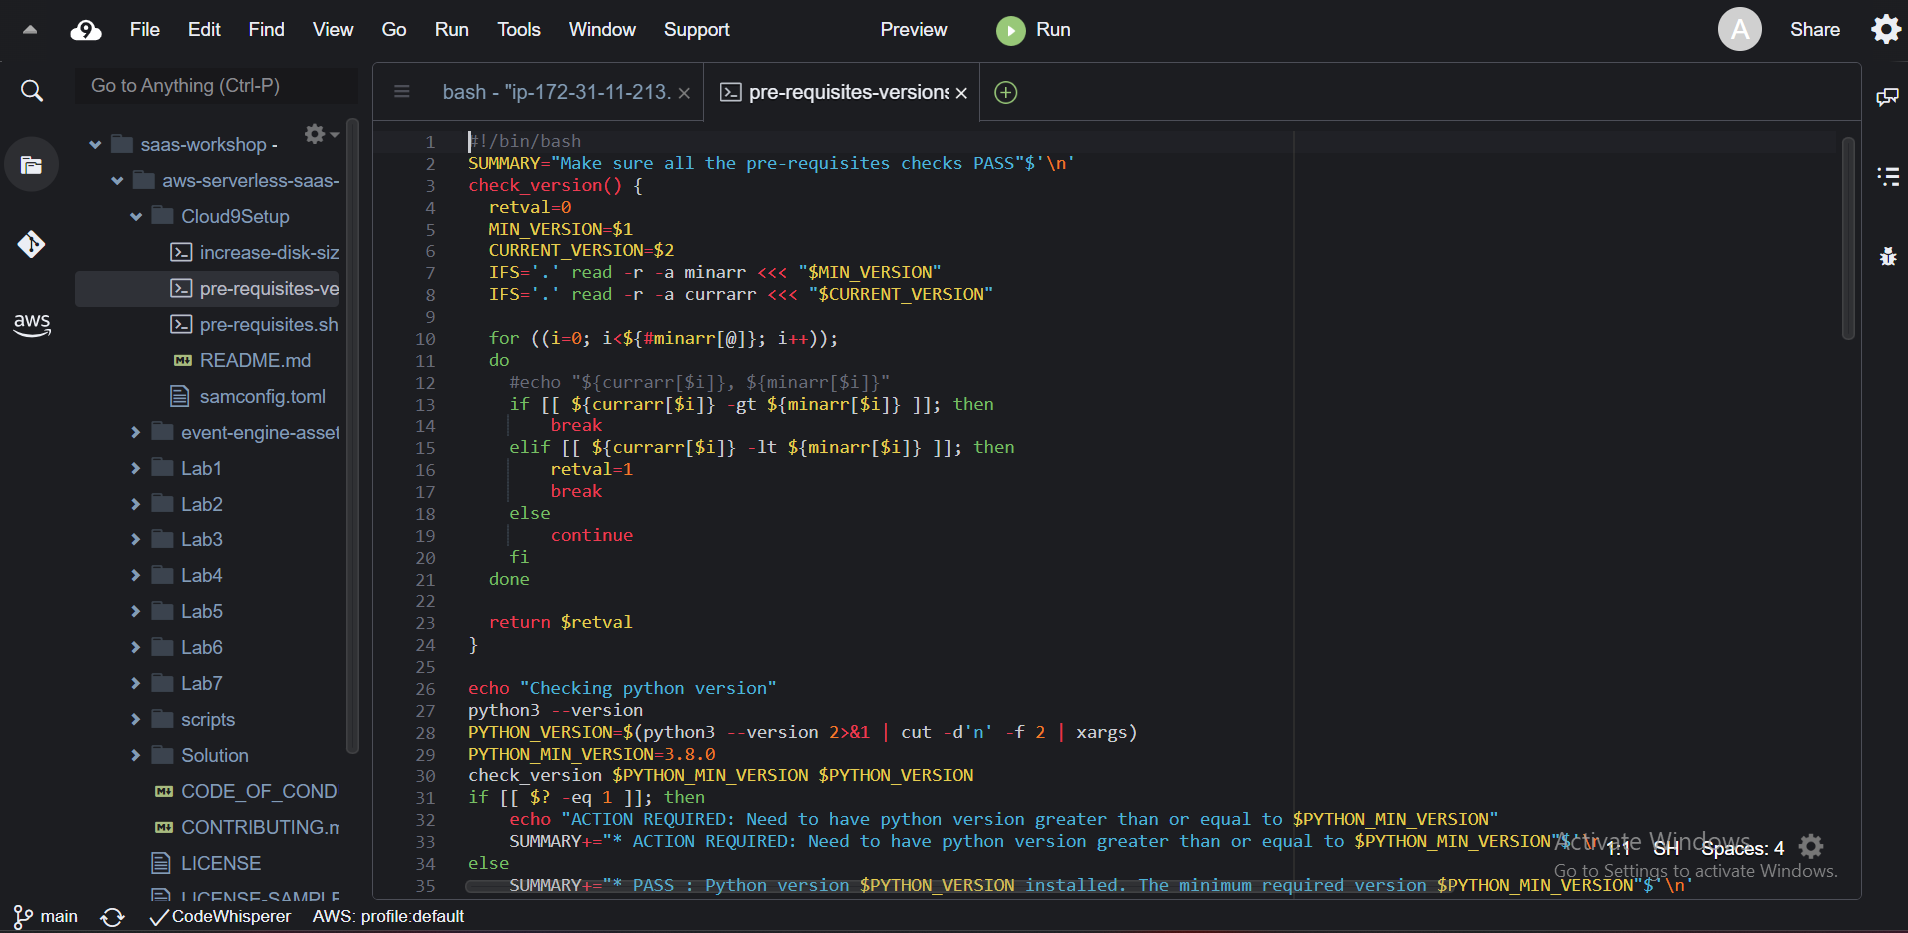 File Edit Find View Go Run Tools Window Support Preview Run A Share
Go to Anything (Ctrl-P)
bash - "ip-172-31-11-213.
pre-requisites-versions
saas-workshop -
aws-serverless-saas-
Cloud9Setup
increase-disk-siz
pre-requisites-ve
pre-requisites.sh
README.md
samconfig.toml
event-engine-asset
Lab1
Lab2
Lab3
Lab4
Lab5
Lab6
Lab7
scripts
Solution
CODE_OF_COND
CONTRIBUTING.m
LICENSE
LICENSE-SAMPLE
aws
1 #!/bin/bash
2 SUMMARY="Make sure all the pre-requisites checks PASS"$'\n'
3 check_version() {
4   retval=0
5   MIN_VERSION=$1
6   CURRENT_VERSION=$2
7   IFS='.' read -r -a minarr <<< "$MIN_VERSION"
8   IFS='.' read -r -a currarr <<< "$CURRENT_VERSION"
9
10   for ((i=0; i<${#minarr[@]}; i++));
11   do
12     #echo "${currarr[$i]}, ${minarr[$i]}"
13     if [[ ${currarr[$i]} -gt ${minarr[$i]} ]]; then
14         break
15     elif [[ ${currarr[$i]} -lt ${minarr[$i]} ]]; then
16         retval=1
17         break
18     else
19         continue
20     fi
21   done
22
23   return $retval
24 }
25
26 echo "Checking python version"
27 python3 --version
28 PYTHON_VERSION=$(python3 --version 2>&1 | cut -d'n' -f 2 | xargs)
29 PYTHON_MIN_VERSION=3.8.0
30 check_version $PYTHON_MIN_VERSION $PYTHON_VERSION
31 if [[ $? -eq 1 ]]; then
32     echo "ACTION REQUIRED: Need to have python version greater than or equal to $PYTHON_MIN_VERSION"
33     SUMMARY+="* ACTION REQUIRED: Need to have python version greater than or equal to $PYTHON_MIN_VERSION"$'\n'
34 else
35     SUMMARY+="* PASS : Python version $PYTHON_VERSION installed. The minimum required version $PYTHON_MIN_VERSION"$'\n'
1:1 SH Spaces: 4
Activate Windows
Go to Settings to activate Windows.
main CodeWhisperer AWS: profile:default